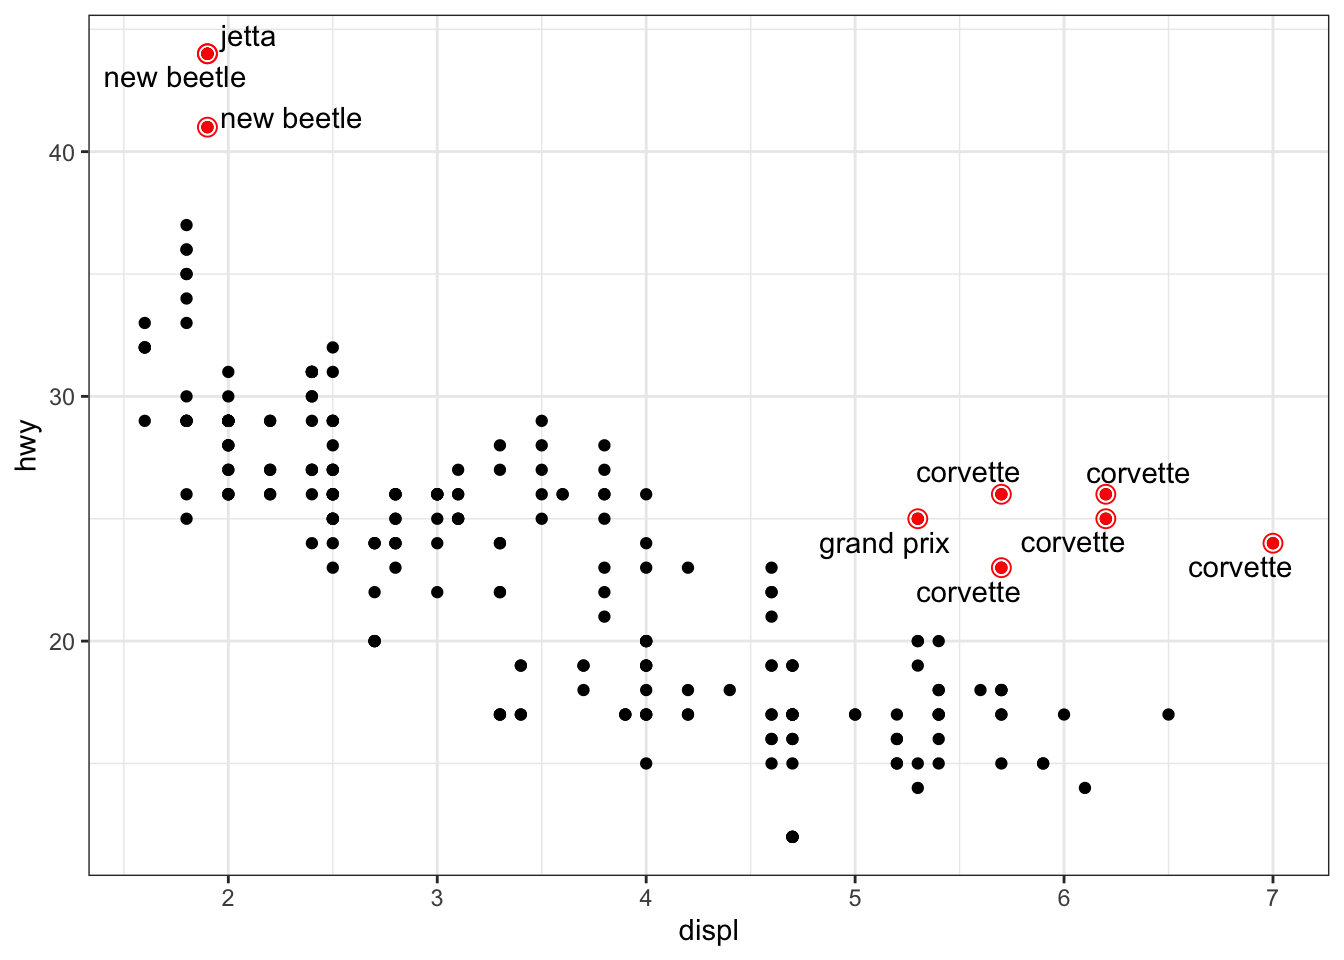 jetta
new beetle
new beetle
40
30
20
hwy
corvette
corvette
grand prix
corvette
corvette
corvette
2
3
4
5
6
7
displ